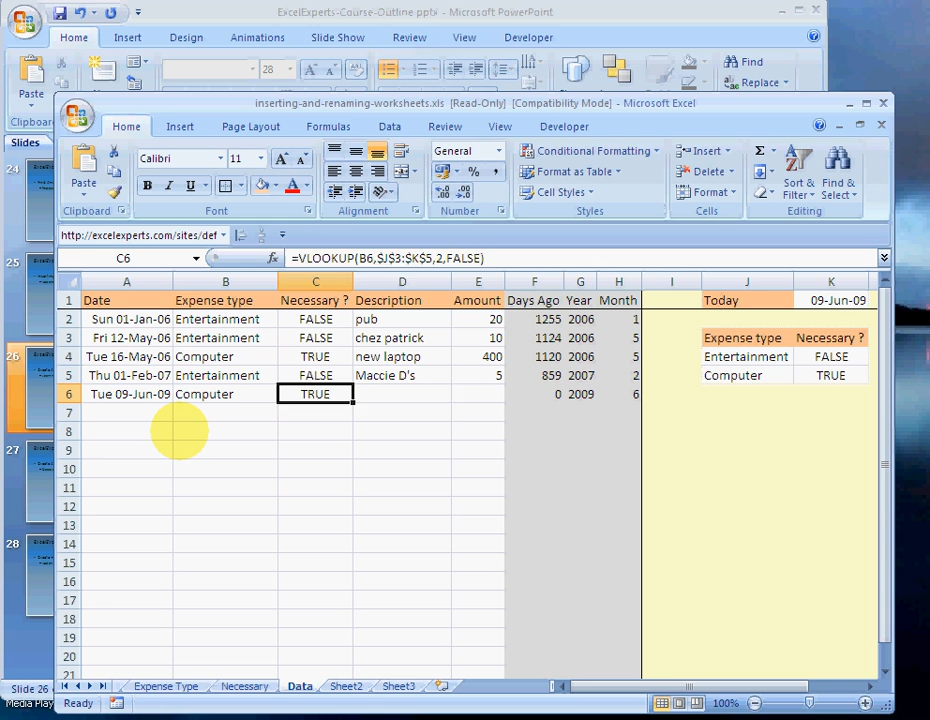 ExcelExperts-Course-Outline.pptx - Microsoft PowerPoint
Home Insert Design Animations Slide Show Review View Developer
Paste 28 Find
Replace
Clipboard
Slides
24
25
26
27
28
Slide 26
Media Play
inserting-and-renaming-worksheets.xls [Read-Only] [Compatibility Mode] - Microsoft Excel
Home Insert Page Layout Formulas Data Review View Developer
Paste Calibri 11 General Conditional Formatting Insert Σ
B I U % , Format as Table Delete Sort & Find &
Cell Styles Format Filter Select
Clipboard Font Alignment Number Styles Cells Editing
http://excelexperts.com/sites/def
C6 fx =VLOOKUP(B6,$J$3:$K$5,2,FALSE)
A B C D E F G H I J K
1 Date Expense type Necessary ? Description Amount Days Ago Year Month Today 09-Jun-09
2 Sun 01-Jan-06 Entertainment FALSE pub 20 1255 2006 1
3 Fri 12-May-06 Entertainment FALSE chez patrick 10 1124 2006 5 Expense type Necessary ?
4 Tue 16-May-06 Computer TRUE new laptop 400 1120 2006 5 Entertainment FALSE
5 Thu 01-Feb-07 Entertainment FALSE Maccie D's 5 859 2007 2 Computer TRUE
6 Tue 09-Jun-09 Computer TRUE 0 2009 6
7
8
9
10
11
12
13
14
15
16
17
18
19
20
21
Expense Type Necessary Data Sheet2 Sheet3
Ready 100%